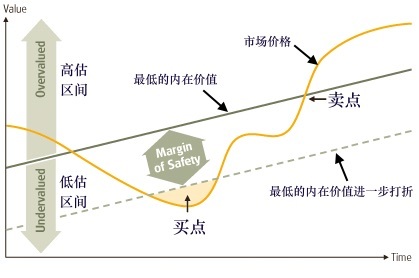 Value
市场价格
高估
区间
Overvalued
最低的内在价值
卖点
Margin
of Safety
低估
区间
Undervalued
最低的内在价值进一步打折
买点
Time